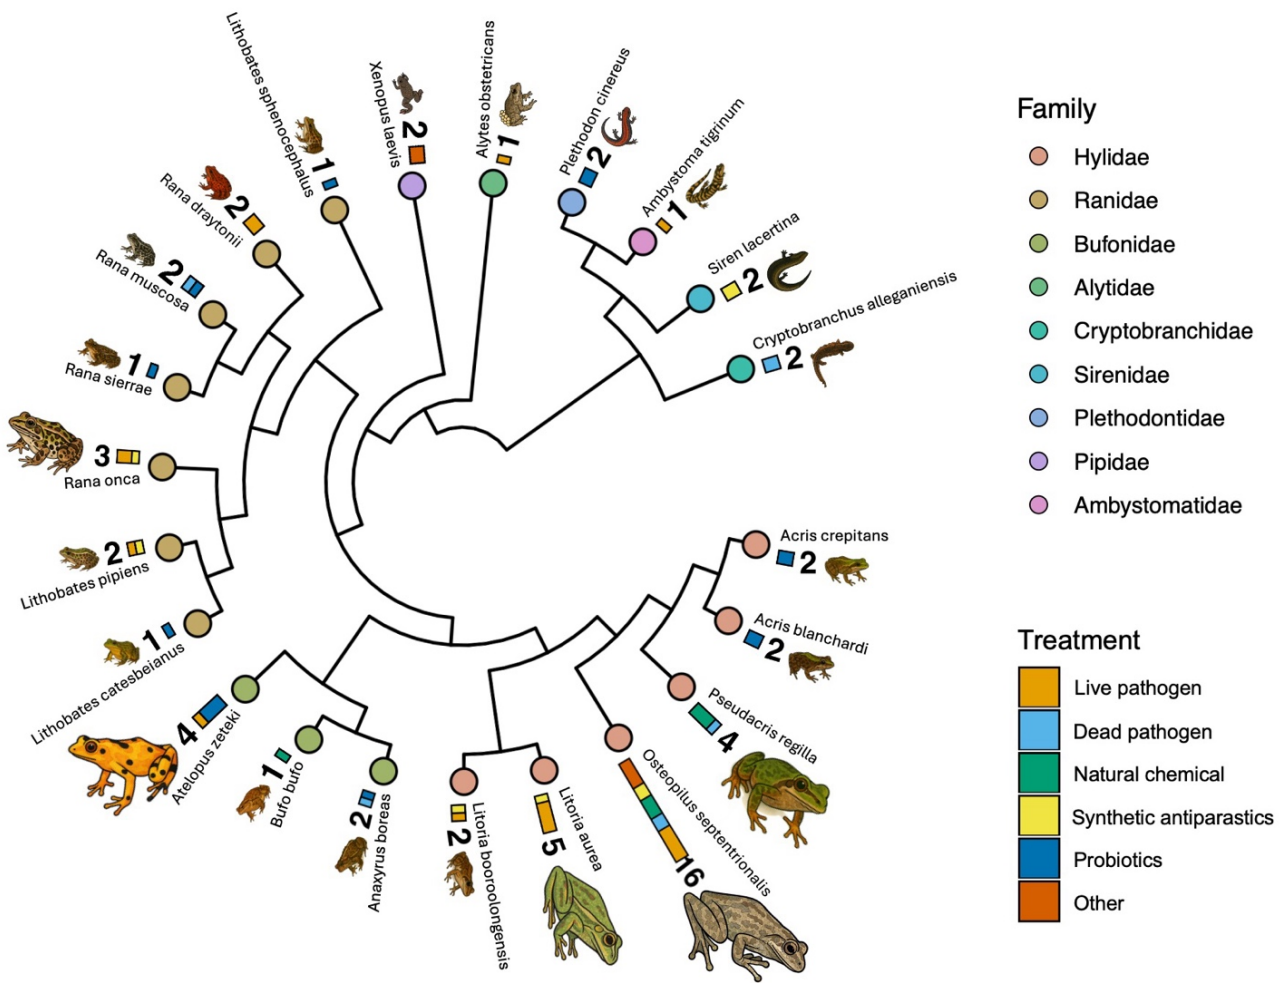 Lithobates sphenocephalus
1
Xenopus laevis
2
Alytes obstetricans
1
Plethodon cinereus
2
Ambystoma tigrinum
1
Siren lacertina
2
Cryptobranchus alleganiensis
2
Rana draytonii
2
Rana muscosa
2
Rana sierrae
1
Rana onca
3
Lithobates pipiens
2
Lithobates catesbeianus
1
Atelopus zeteki
4
Bufo bufo
1
Anaxyrus boreas
2
Litoria booroolongensis
2
Litoria aurea
5
Osteopilus septentrionalis
16
Pseudacris regilla
4
Acris blanchardi
2
Acris crepitans
2
Family
Hylidae
Ranidae
Bufonidae
Alytidae
Cryptobranchidae
Sirenidae
Plethodontidae
Pipidae
Ambystomatidae
Treatment
Live pathogen
Dead pathogen
Natural chemical
Synthetic antiparastics
Probiotics
Other